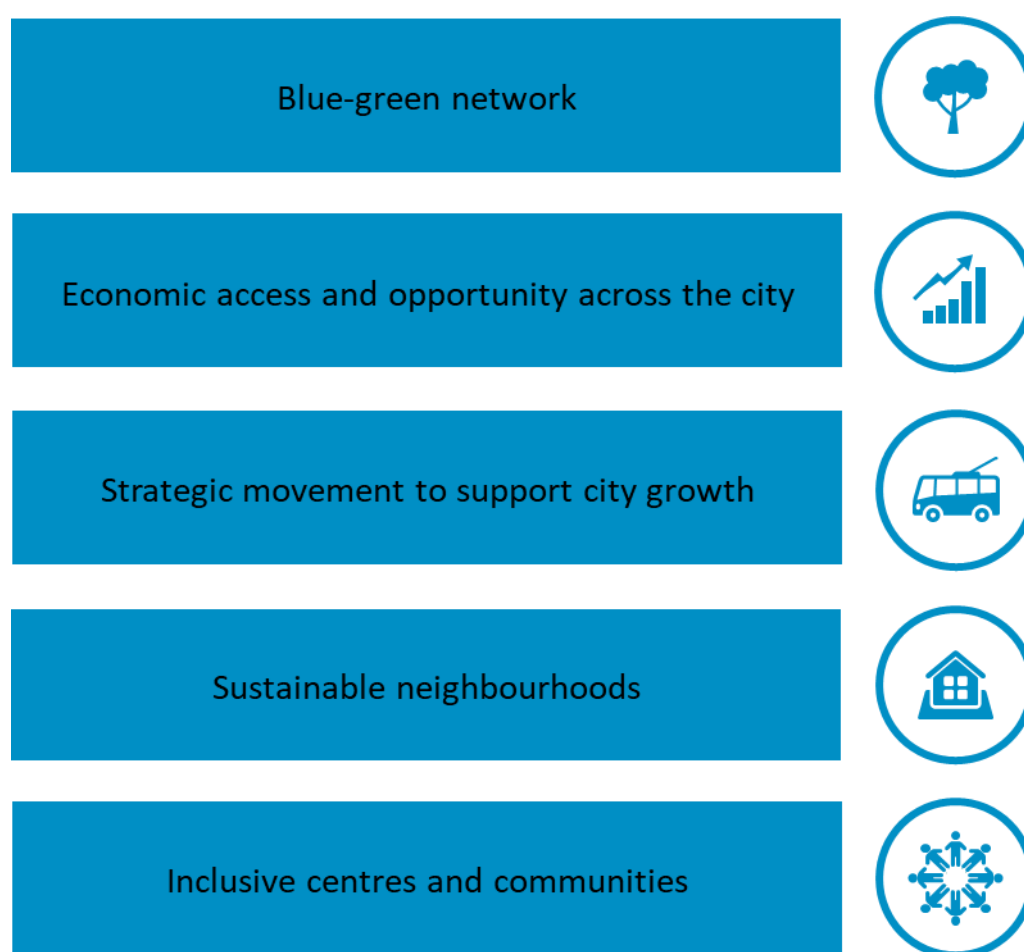 Blue-green network
Economic access and opportunity across the city
Strategic movement to support city growth
Sustainable neighbourhoods
Inclusive centres and communities